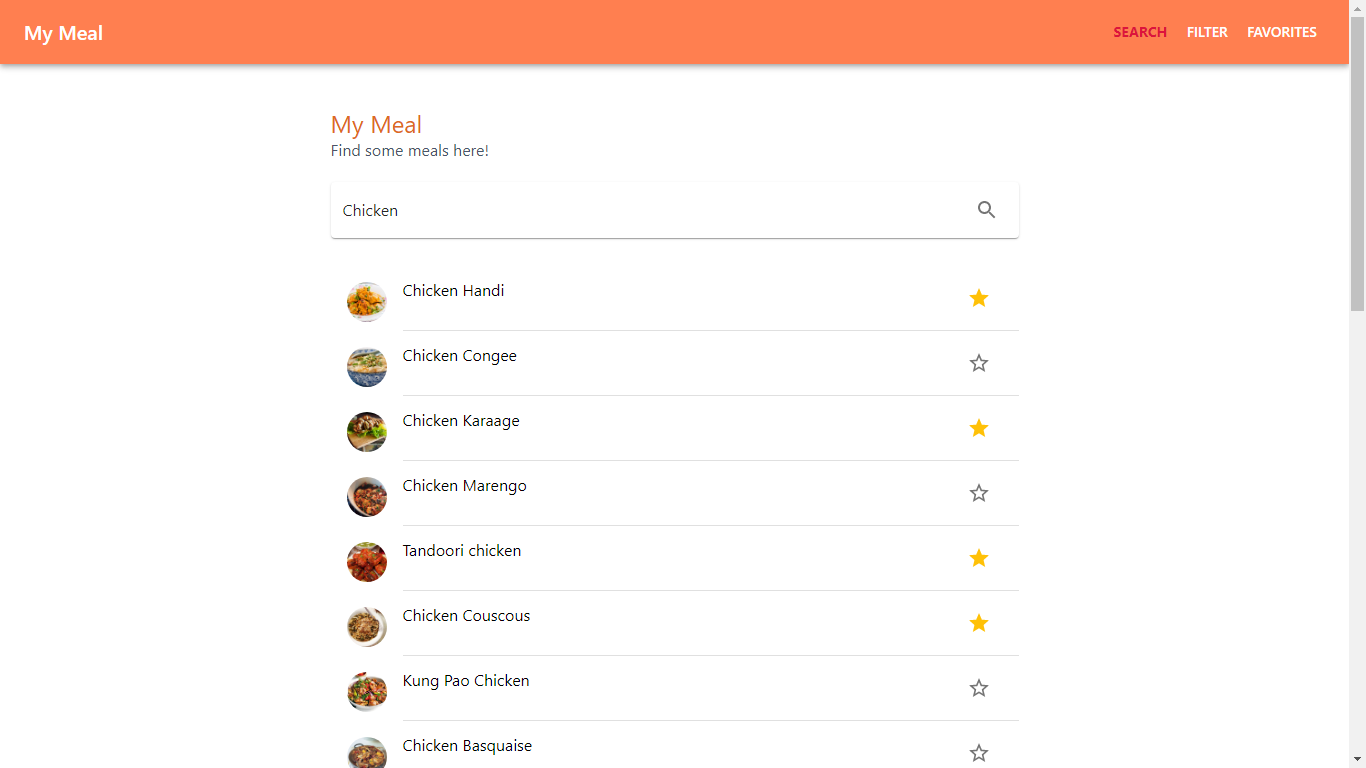 My Meal
SEARCH FILTER FAVORITES
My Meal
Find some meals here!
Chicken
Chicken Handi
Chicken Congee
Chicken Karaage
Chicken Marengo
Tandoori chicken
Chicken Couscous
Kung Pao Chicken
Chicken Basquaise